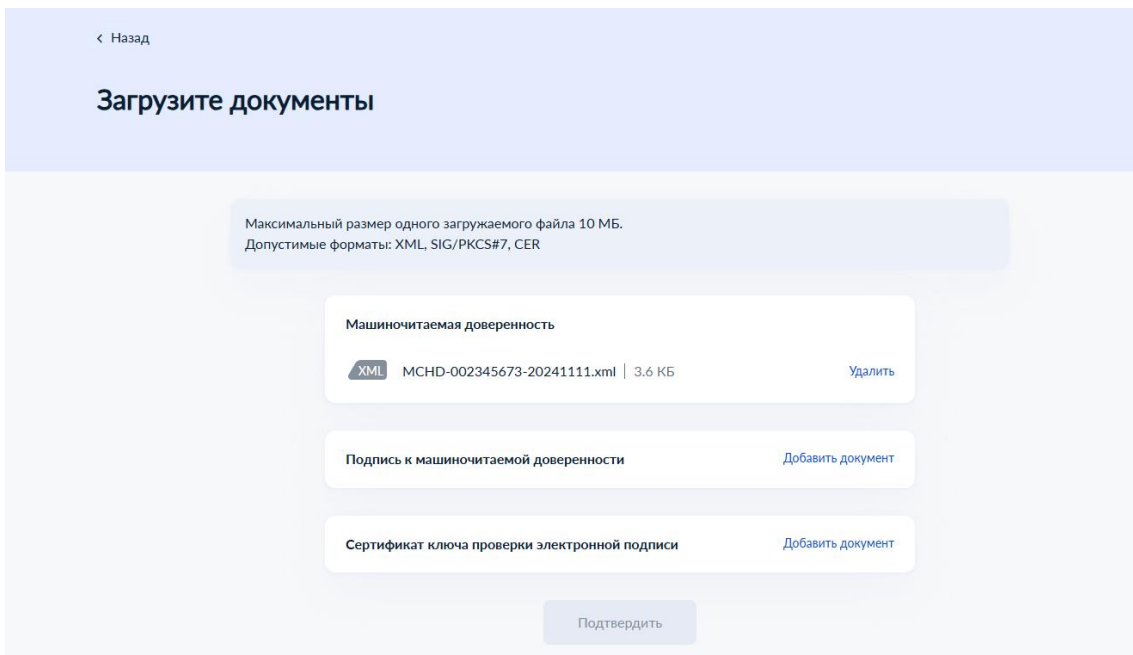 Назад
Загрузите документы
Максимальный размер одного загружаемого файла 10 МБ.
Допустимые форматы: XML, SIG/PKCS#7, CER
Машиночитаемая доверенность
XML MCHD-002345673-20241111.xml | 3.6 КБ Удалить
Подпись к машиночитаемой доверенности Добавить документ
Сертификат ключа проверки электронной подписи Добавить документ
Подтвердить